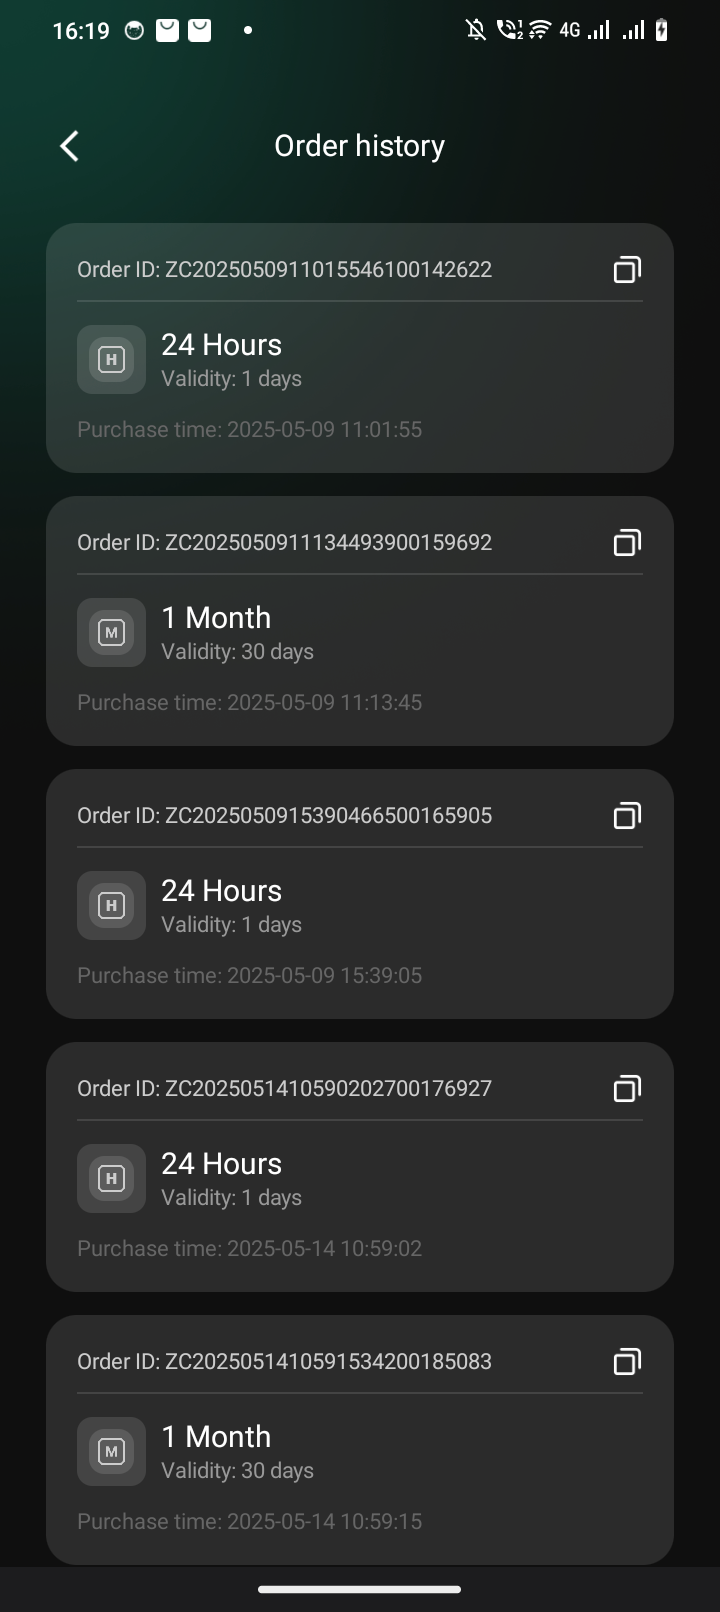 16:19
4G
Order history
Order ID: ZC2025050911015546100142622
H
24 Hours
Validity: 1 days
Purchase time: 2025-05-09 11:01:55
Order ID: ZC2025050911134493900159692
M
1 Month
Validity: 30 days
Purchase time: 2025-05-09 11:13:45
Order ID: ZC2025050915390466500165905
H
24 Hours
Validity: 1 days
Purchase time: 2025-05-09 15:39:05
Order ID: ZC2025051410590202700176927
H
24 Hours
Validity: 1 days
Purchase time: 2025-05-14 10:59:02
Order ID: ZC2025051410591534200185083
M
1 Month
Validity: 30 days
Purchase time: 2025-05-14 10:59:15